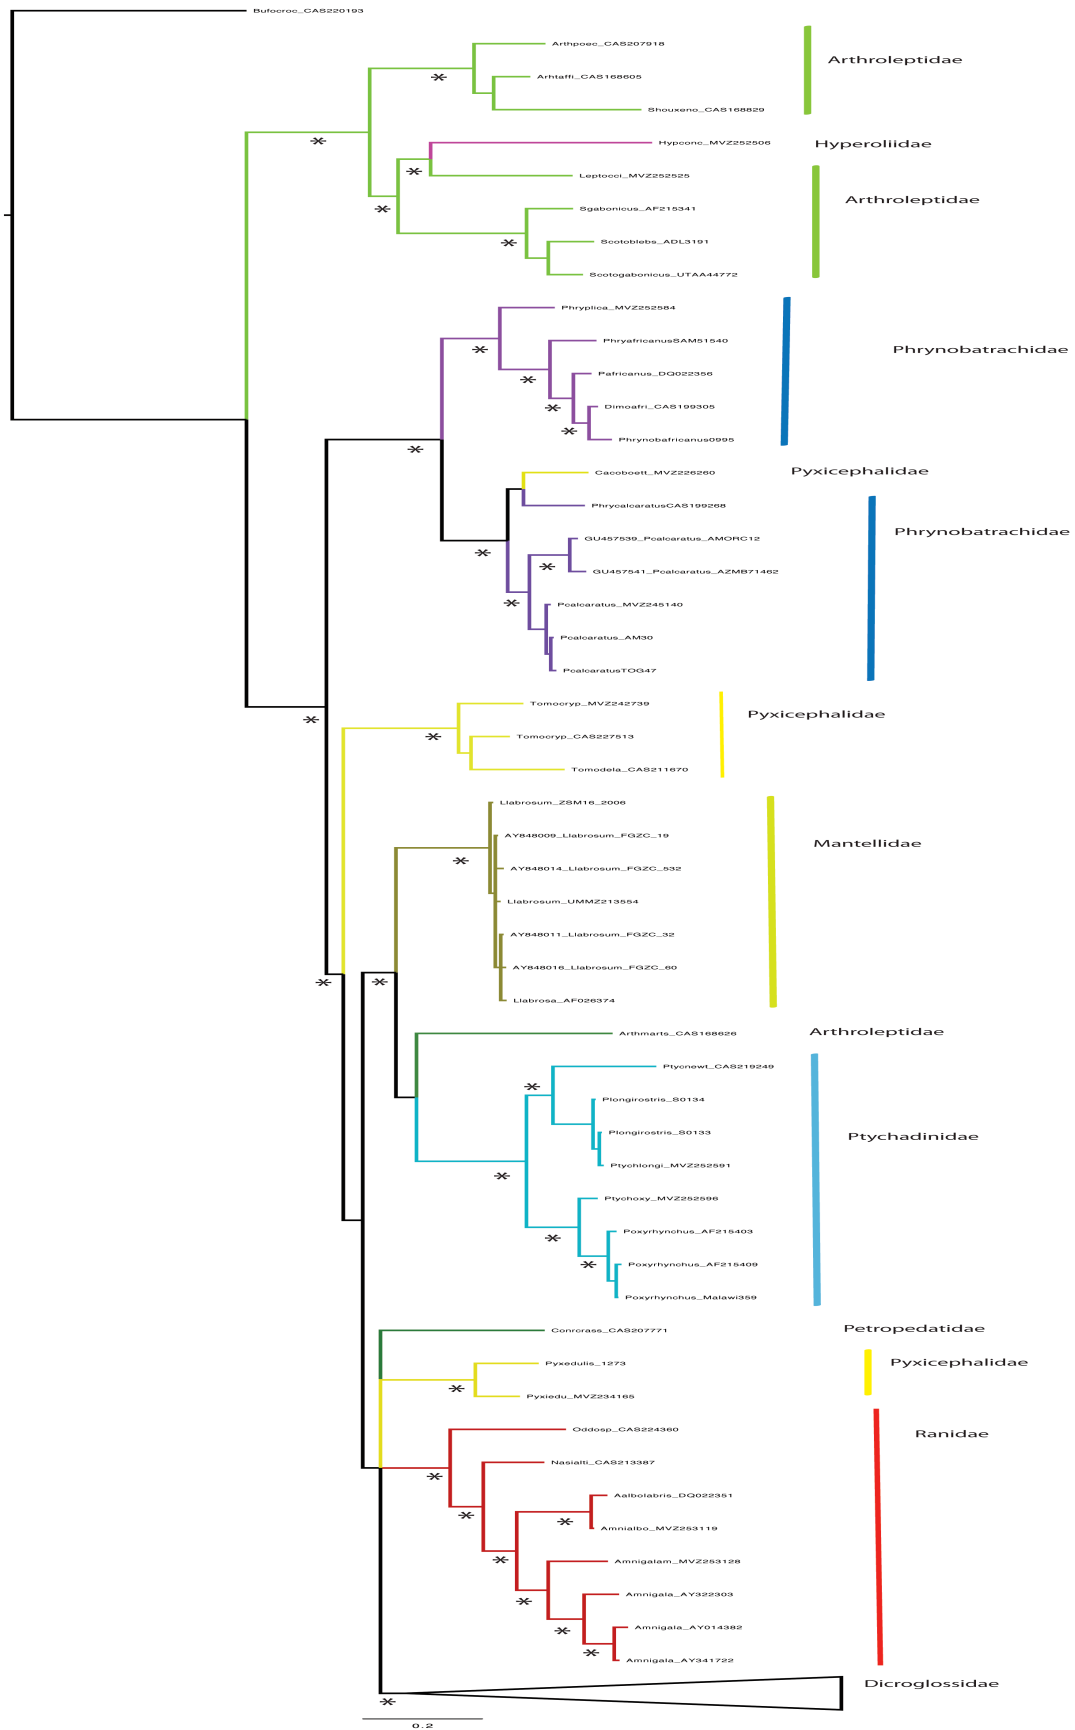 Bufocroc_CAS220193
Arthpoec_CAS207918
Arthroleptidae
Arhtaffi_CAS168605
Shouxeno_CAS168829
Hypconc_MVZ252506 Hyperoliidae
Leptocci_MVZ252525
Arthroleptidae
Sgabonicus_AF215341
Scotoblebs_ADL3191
Scotogabonicus_UTAA44772
Phryplica_MVZ252584
PhryafricanusSAM51540
Phrynobatrachidae
Pafricanus_DQ022356
Dimoafri_CAS199305
Phrynobafricanus0995
Cacoboett_MVZ226260 Pyxicephalidae
PhrycalcaratusCAS199268
Phrynobatrachidae
GU457539_Pcalcaratus_AMORC12
GU457541_Pcalcaratus_AZMB71462
Pcalcaratus_MVZ245140
Pcalcaratus_AM30
PcalcaratusTOG47
Tomocryp_MVZ242739
Pyxicephalidae
Tomocryp_CAS227513
Tomodela_CAS211670
Llabrosum_ZSM16_2006
AY848009_Llabrosum_FGZC_19
Mantellidae
AY848014_Llabrosum_FGZC_532
Llabrosum_UMMZ213554
AY848011_Llabrosum_FGZC_32
AY848016_Llabrosum_FGZC_60
Llabrosa_AF026374
Arthmarts_CAS168626 Arthroleptidae
Ptycnewt_CAS219249
Plongirostris_S0134
Plongirostris_S0133
Ptychadinidae
Ptychlongi_MVZ252591
Ptychoxy_MVZ252596
Poxyrhynchus_AF215403
Poxyrhynchus_AF215409
Poxyrhynchus_Malawi359
Conrcrass_CAS207771 Petropedatidae
Pyxedulis_1273 Pyxicephalidae
Pyxiedu_MVZ234165
Oddosp_CAS224360
Ranidae
Nasialti_CAS213387
Aalbolabris_DQ022351
Amnialbo_MVZ253119
Amnigalam_MVZ253128
Amnigala_AY322303
Amnigala_AY014382
Amnigala_AY341722
Dicroglossidae
0.2